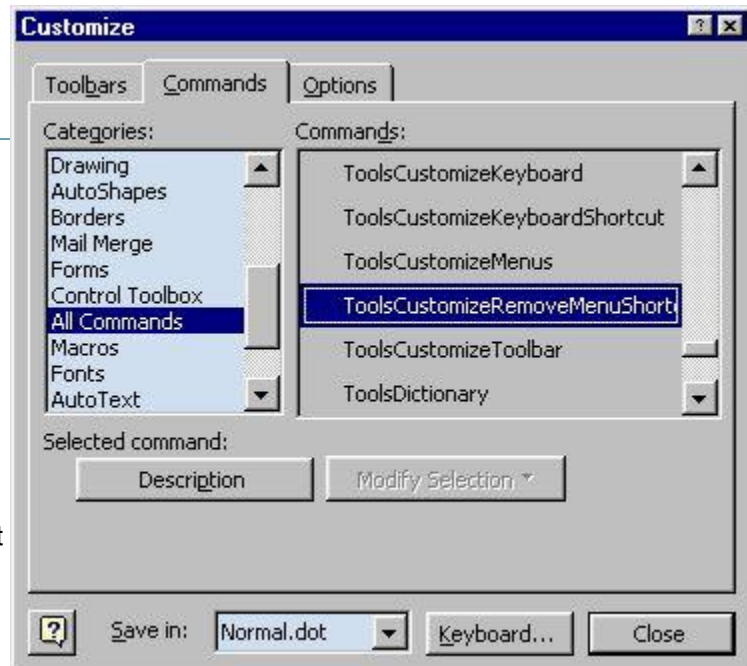 Customize
Toolbars Commands Options
Categories: Commands:
Drawing
AutoShapes
Borders
Mail Merge
Forms
Control Toolbox
All Commands
Macros
Fonts
AutoText
ToolsCustomizeKeyboard
ToolsCustomizeKeyboardShortcut
ToolsCustomizeMenus
ToolsCustomizeRemoveMenuShort
ToolsCustomizeToolbar
ToolsDictionary
Selected command:
Description Modify Selection
t
Save in: Normal.dot Keyboard... Close